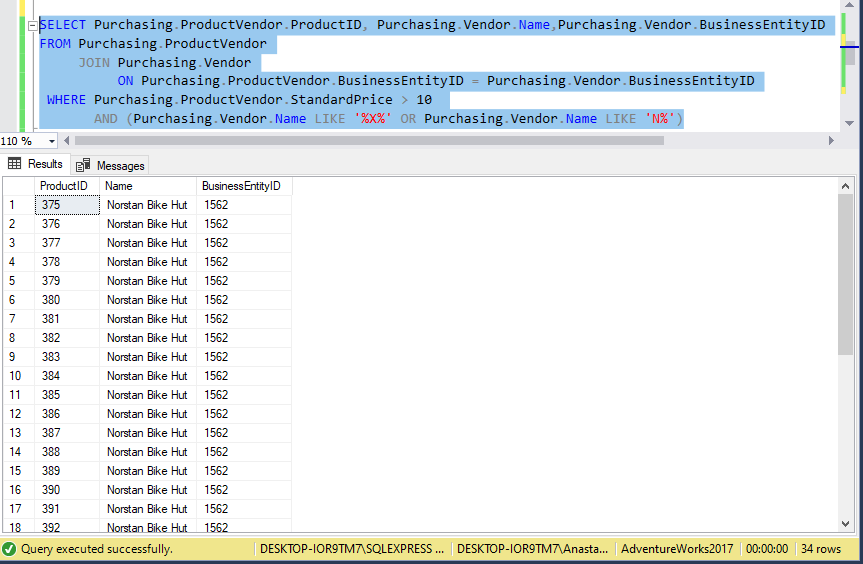 SELECT Purchasing.ProductVendor.ProductID, Purchasing.Vendor.Name,Purchasing.Vendor.BusinessEntityID
FROM Purchasing.ProductVendor
JOIN Purchasing.Vendor
ON Purchasing.ProductVendor.BusinessEntityID = Purchasing.Vendor.BusinessEntityID
WHERE Purchasing.ProductVendor.StandardPrice > 10
AND (Purchasing.Vendor.Name LIKE '%X%' OR Purchasing.Vendor.Name LIKE 'N%')
110 %
Results Messages
ProductID Name BusinessEntityID
1 375 Norstan Bike Hut 1562
2 376 Norstan Bike Hut 1562
3 377 Norstan Bike Hut 1562
4 378 Norstan Bike Hut 1562
5 379 Norstan Bike Hut 1562
6 380 Norstan Bike Hut 1562
7 381 Norstan Bike Hut 1562
8 382 Norstan Bike Hut 1562
9 383 Norstan Bike Hut 1562
10 384 Norstan Bike Hut 1562
11 385 Norstan Bike Hut 1562
12 386 Norstan Bike Hut 1562
13 387 Norstan Bike Hut 1562
14 388 Norstan Bike Hut 1562
15 389 Norstan Bike Hut 1562
16 390 Norstan Bike Hut 1562
17 391 Norstan Bike Hut 1562
18 392 Norstan Bike Hut 1562
Query executed successfully. DESKTOP-IOR9TM7\SQLEXPRESS ... DESKTOP-IOR9TM7\Anasta... AdventureWorks2017 00:00:00 34 rows